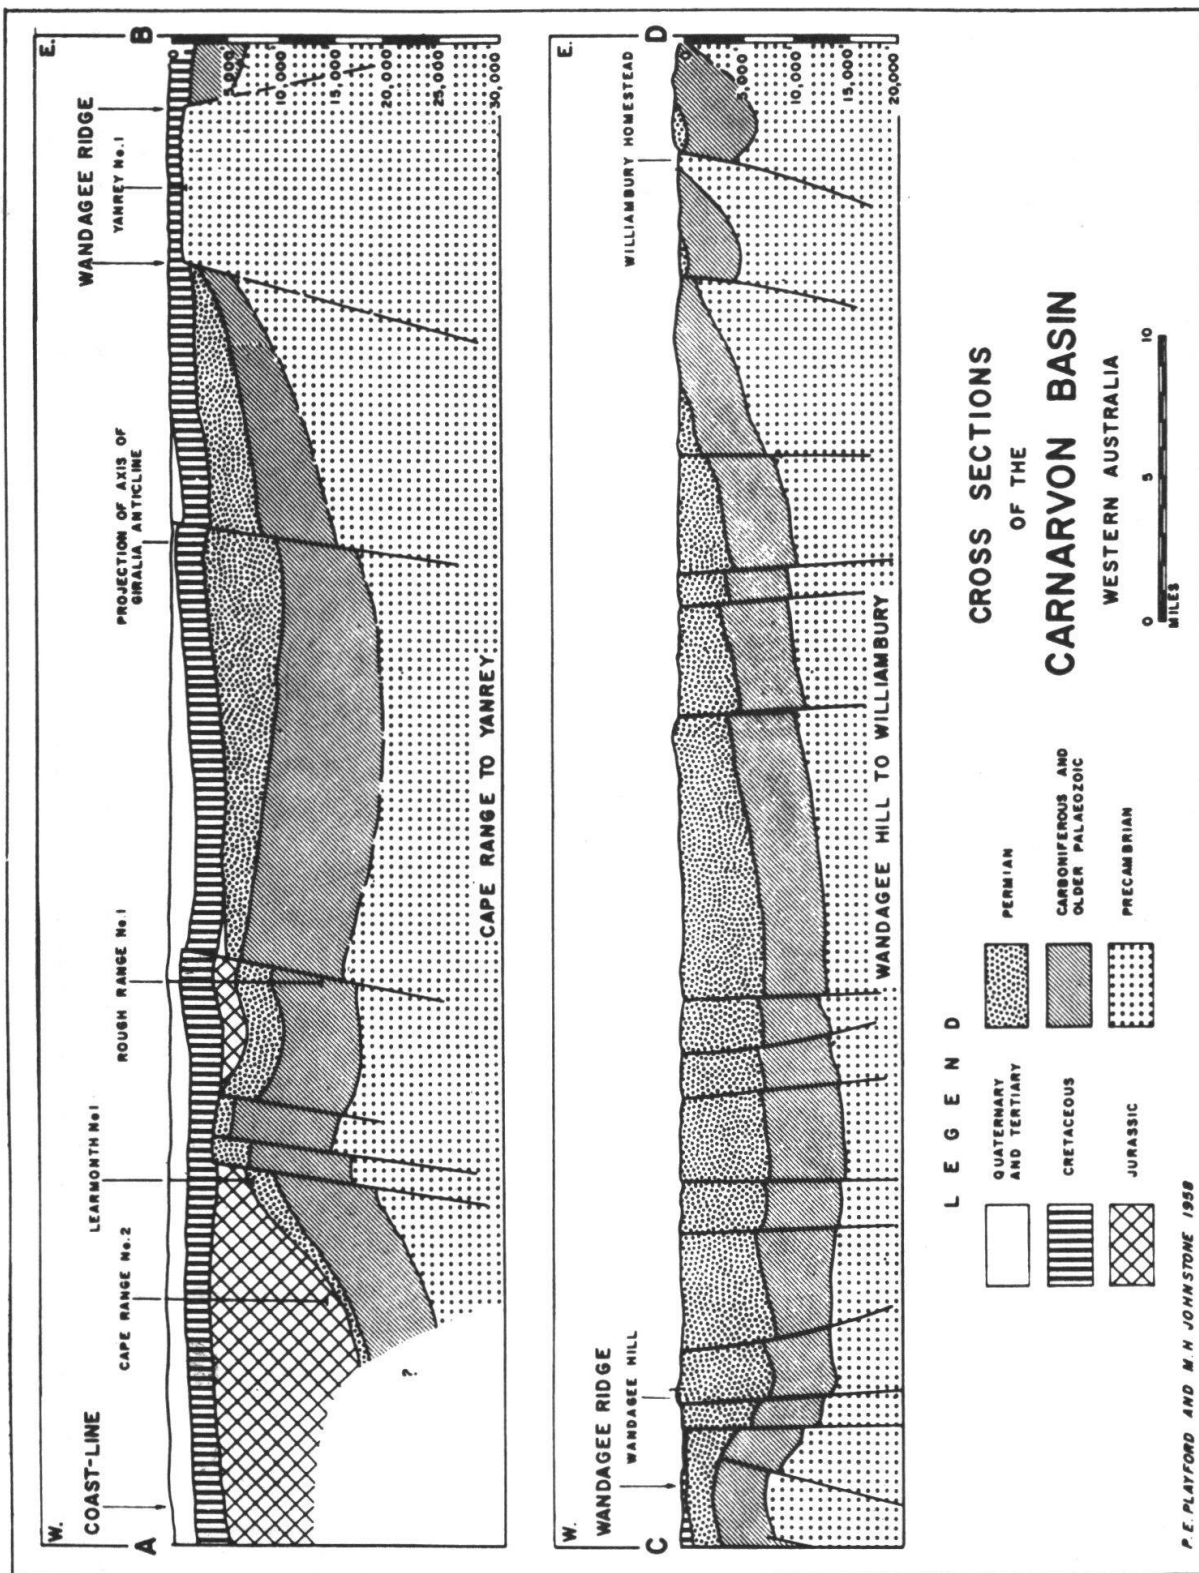 W.
E.
COAST-LINE
CAPE RANGE No.2
LEARMONTH No 1
ROUGH RANGE No.1
PROJECTION OF AXIS OF
GIRALIA ANTICLINE
WANDAGEE RIDGE
YANREY No.1
A
B
0
5,000
10,000
15,000
20,000
25,000
30,000
?
CAPE RANGE TO YANREY
W.
E.
WANDAGEE RIDGE
WANDAGEE HILL
WILLIAMBURY HOMESTEAD
C
D
0
5,000
10,000
15,000
20,000
WANDAGEE HILL TO WILLIAMBURY
LEGEND
QUATERNARY
AND TERTIARY
CRETACEOUS
JURASSIC
PERMIAN
CARBONIFEROUS AND
OLDER PALAEOZOIC
PRECAMBRIAN
CROSS SECTIONS
OF THE
CARNARVON BASIN
WESTERN AUSTRALIA
0
5
10
MILES
P. E. PLAYFORD AND M. H JOHNSTONE 1958